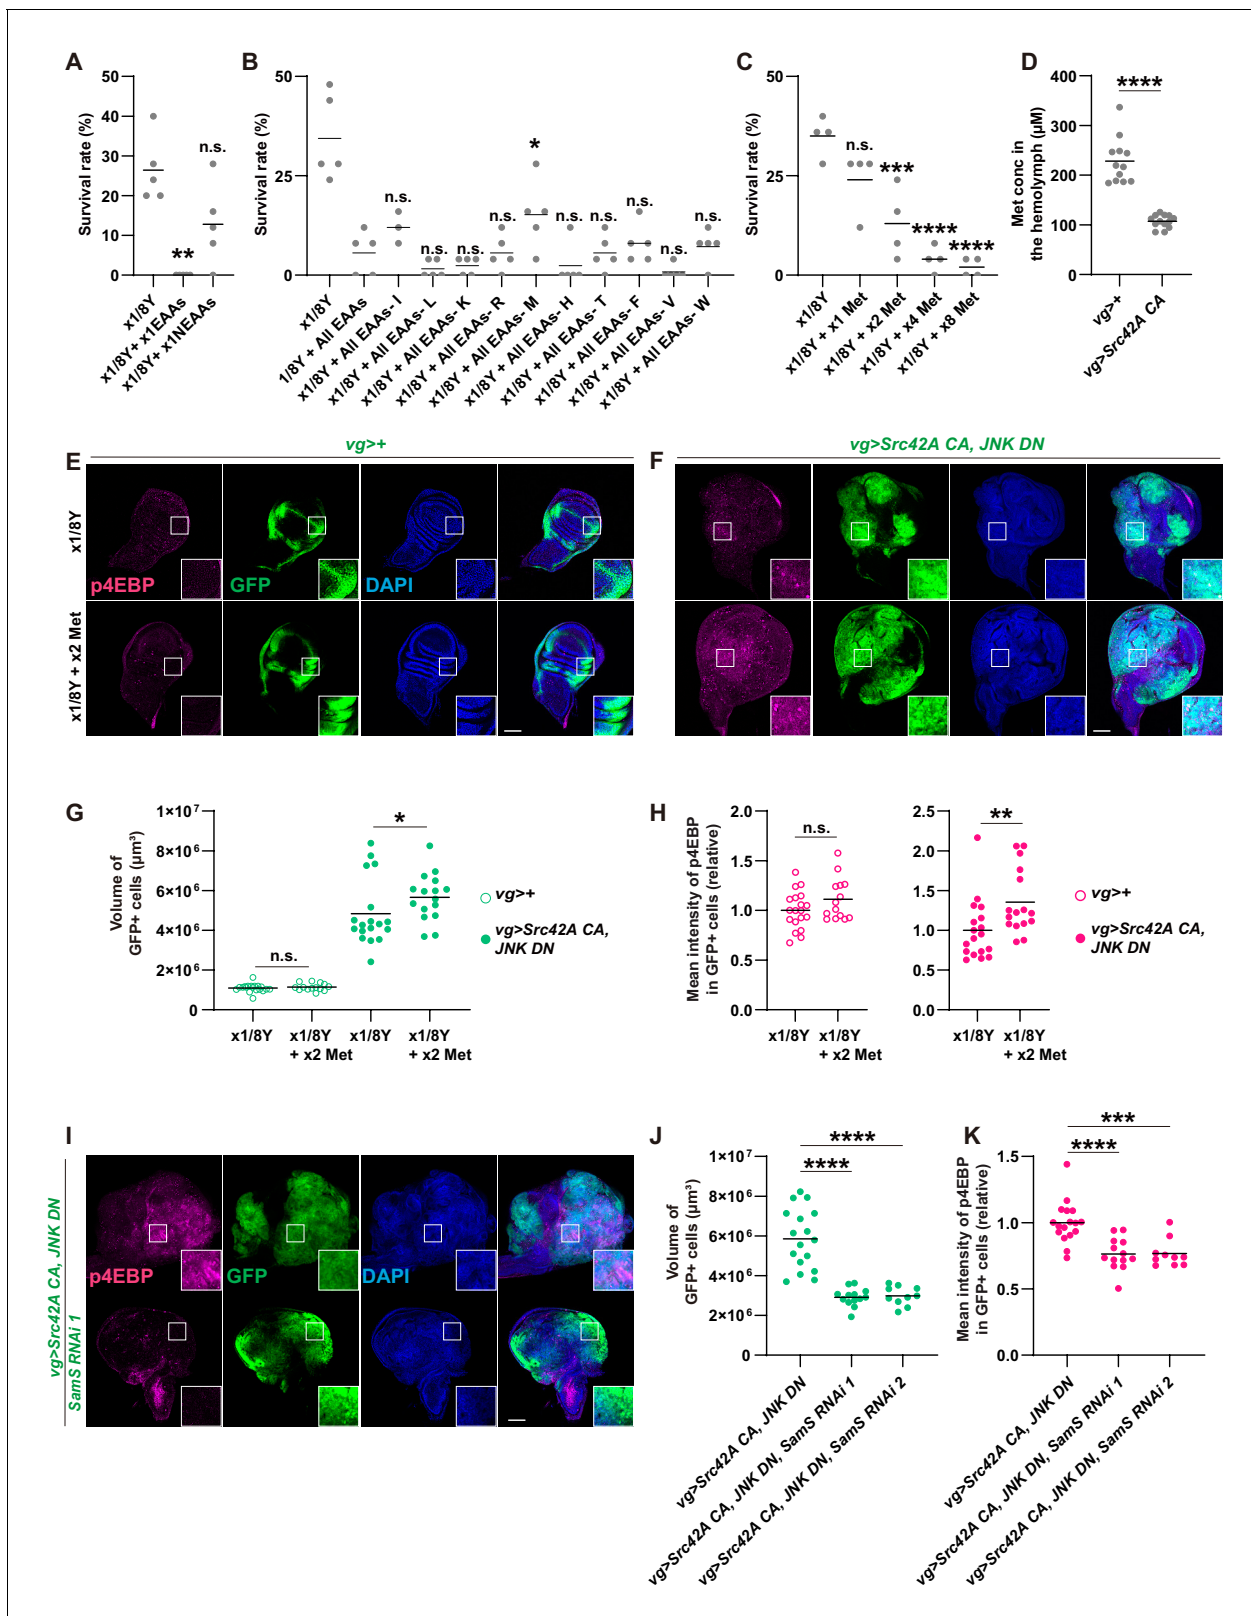 A
Survival rate (%)
50
40
30
20
10
0
n.s.
**
x1/8Y
x1/8Y+ x1EAAs
x1/8Y+ x1NEAAs
B
Survival rate (%)
50
25
0
n.s.
n.s.
n.s.
n.s.
*
n.s.
n.s.
n.s.
n.s.
n.s.
x1/8Y
1/8Y + All EAAs
x1/8Y + All EAAs- I
x1/8Y + All EAAs- L
x1/8Y + All EAAs- K
x1/8Y + All EAAs- R
x1/8Y + All EAAs- M
x1/8Y + All EAAs- H
x1/8Y + All EAAs- T
x1/8Y + All EAAs- F
x1/8Y + All EAAs- V
x1/8Y + All EAAs- W
C
Survival rate (%)
50
25
0
n.s.
***
****
****
x1/8Y
x1/8Y + x1 Met
x1/8Y + x2 Met
x1/8Y + x4 Met
x1/8Y + x8 Met
D
Met conc in
the hemolymph (μM)
400
300
200
100
0
****
vg>+
vg>Src42A CA
E
vg>+
x1/8Y
p4EBP
GFP
DAPI
x1/8Y + x2 Met
F
vg>Src42A CA, JNK DN
G
Volume of
GFP+ cells (μm³)
1×10⁷
8×10⁶
6×10⁶
4×10⁶
2×10⁶
0
n.s.
*
x1/8Y
x1/8Y
+ x2 Met
x1/8Y
x1/8Y
+ x2 Met
vg>+
vg>Src42A CA,
JNK DN
H
Mean intensity of p4EBP
in GFP+ cells (relative)
2.0
1.5
1.0
0.5
0.0
n.s.
x1/8Y
x1/8Y
+ x2 Met
2.5
2.0
1.5
1.0
0.5
0.0
**
x1/8Y
x1/8Y
+ x2 Met
vg>+
vg>Src42A CA,
JNK DN
I
vg>Src42A CA, JNK DN
SamS RNAi 1
p4EBP
GFP
DAPI
J
Volume of
GFP+ cells (μm³)
1×10⁷
8×10⁶
6×10⁶
4×10⁶
2×10⁶
0
****
****
vg>Src42A CA, JNK DN
vg>Src42A CA, JNK DN, SamS RNAi 1
vg>Src42A CA, JNK DN, SamS RNAi 2
K
Mean intensity of p4EBP
in GFP+ cells (relative)
1.5
1.0
0.5
0.0
***
****
vg>Src42A CA, JNK DN
vg>Src42A CA, JNK DN, SamS RNAi 1
vg>Src42A CA, JNK DN, SamS RNAi 2